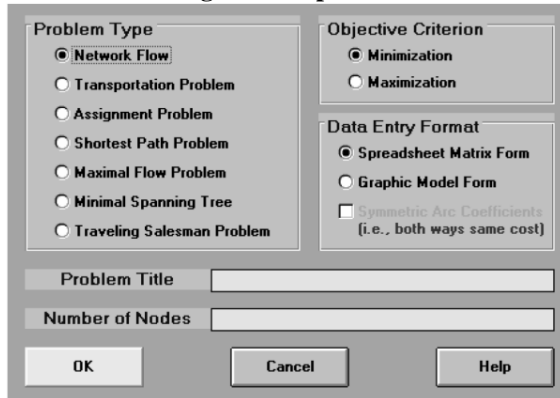 Problem Type
Network Flow
Transportation Problem
Assignment Problem
Shortest Path Problem
Maximal Flow Problem
Minimal Spanning Tree
Traveling Salesman Problem
Objective Criterion
Minimization
Maximization
Data Entry Format
Spreadsheet Matrix Form
Graphic Model Form
Symmetric Arc Coefficients
(i.e., both ways same cost)
Problem Title
Number of Nodes
OK Cancel Help